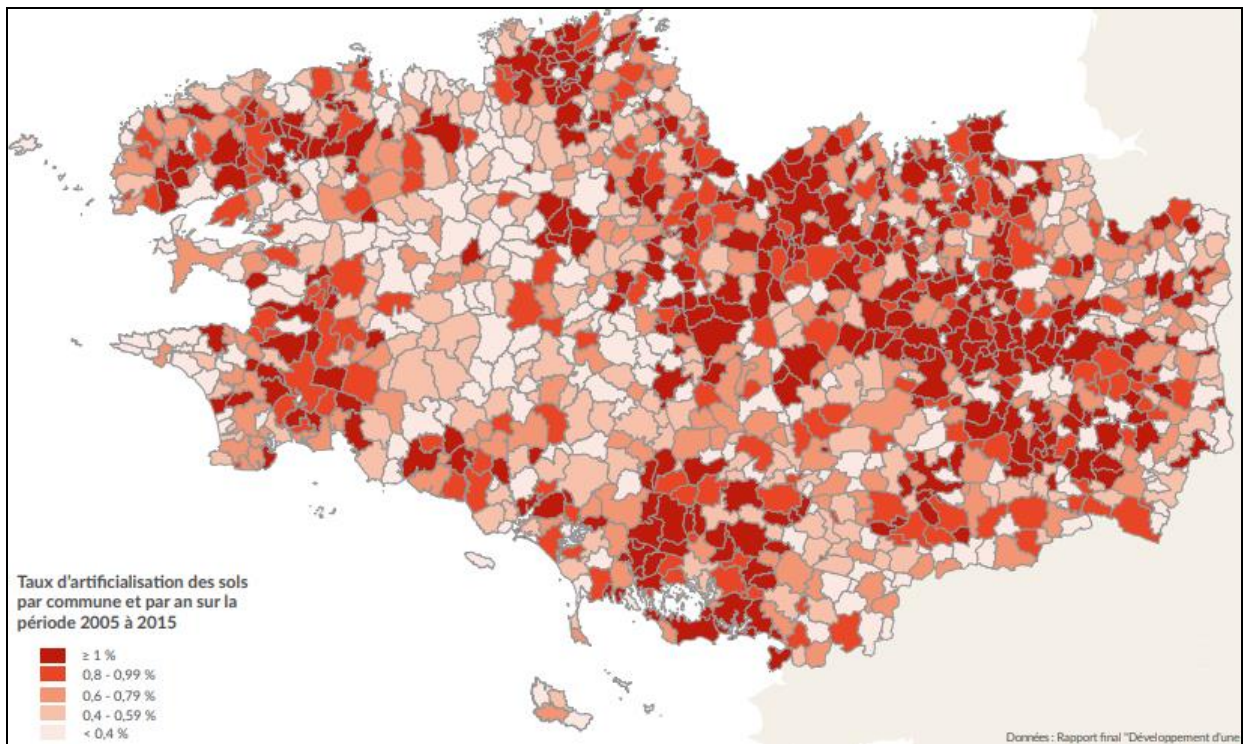 Taux d'artificialisation des sols
par commune et par an sur la
période 2005 à 2015
≥ 1 %
0,8 - 0,99 %
0,6 - 0,79 %
0,4 - 0,59 %
< 0,4 %
Données : Rapport final "Développement d'une